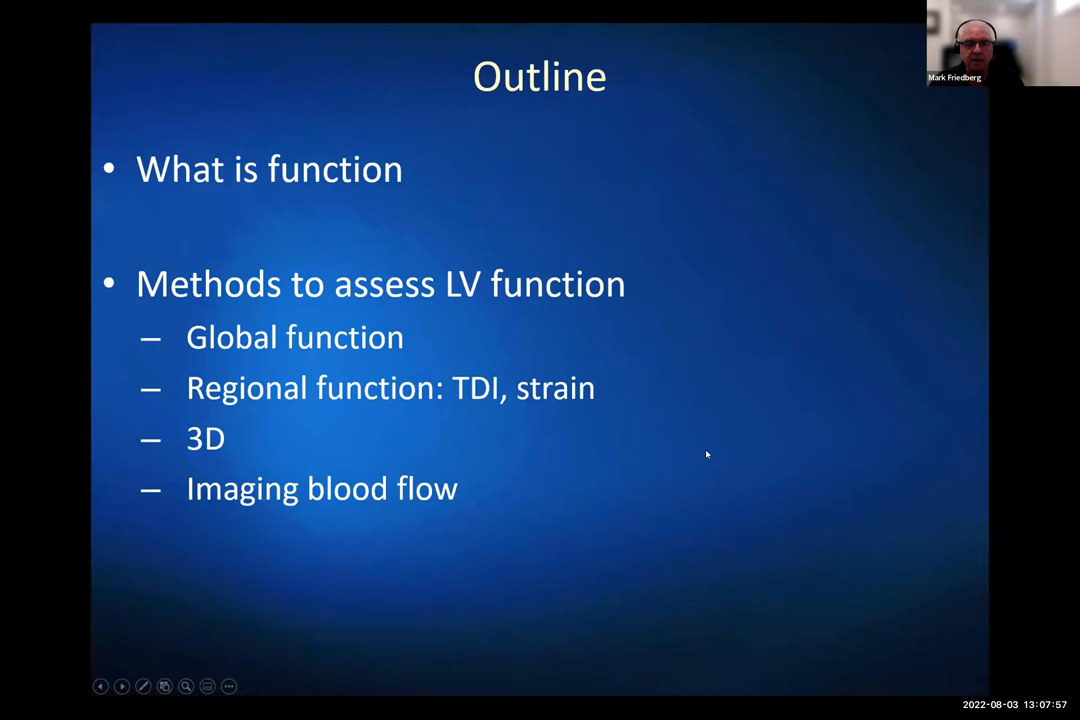 Outline
Mark Friedberg
• What is function
• Methods to assess LV function
– Global function
– Regional function: TDI, strain
– 3D
– Imaging blood flow
2022-08-03 13:07:57